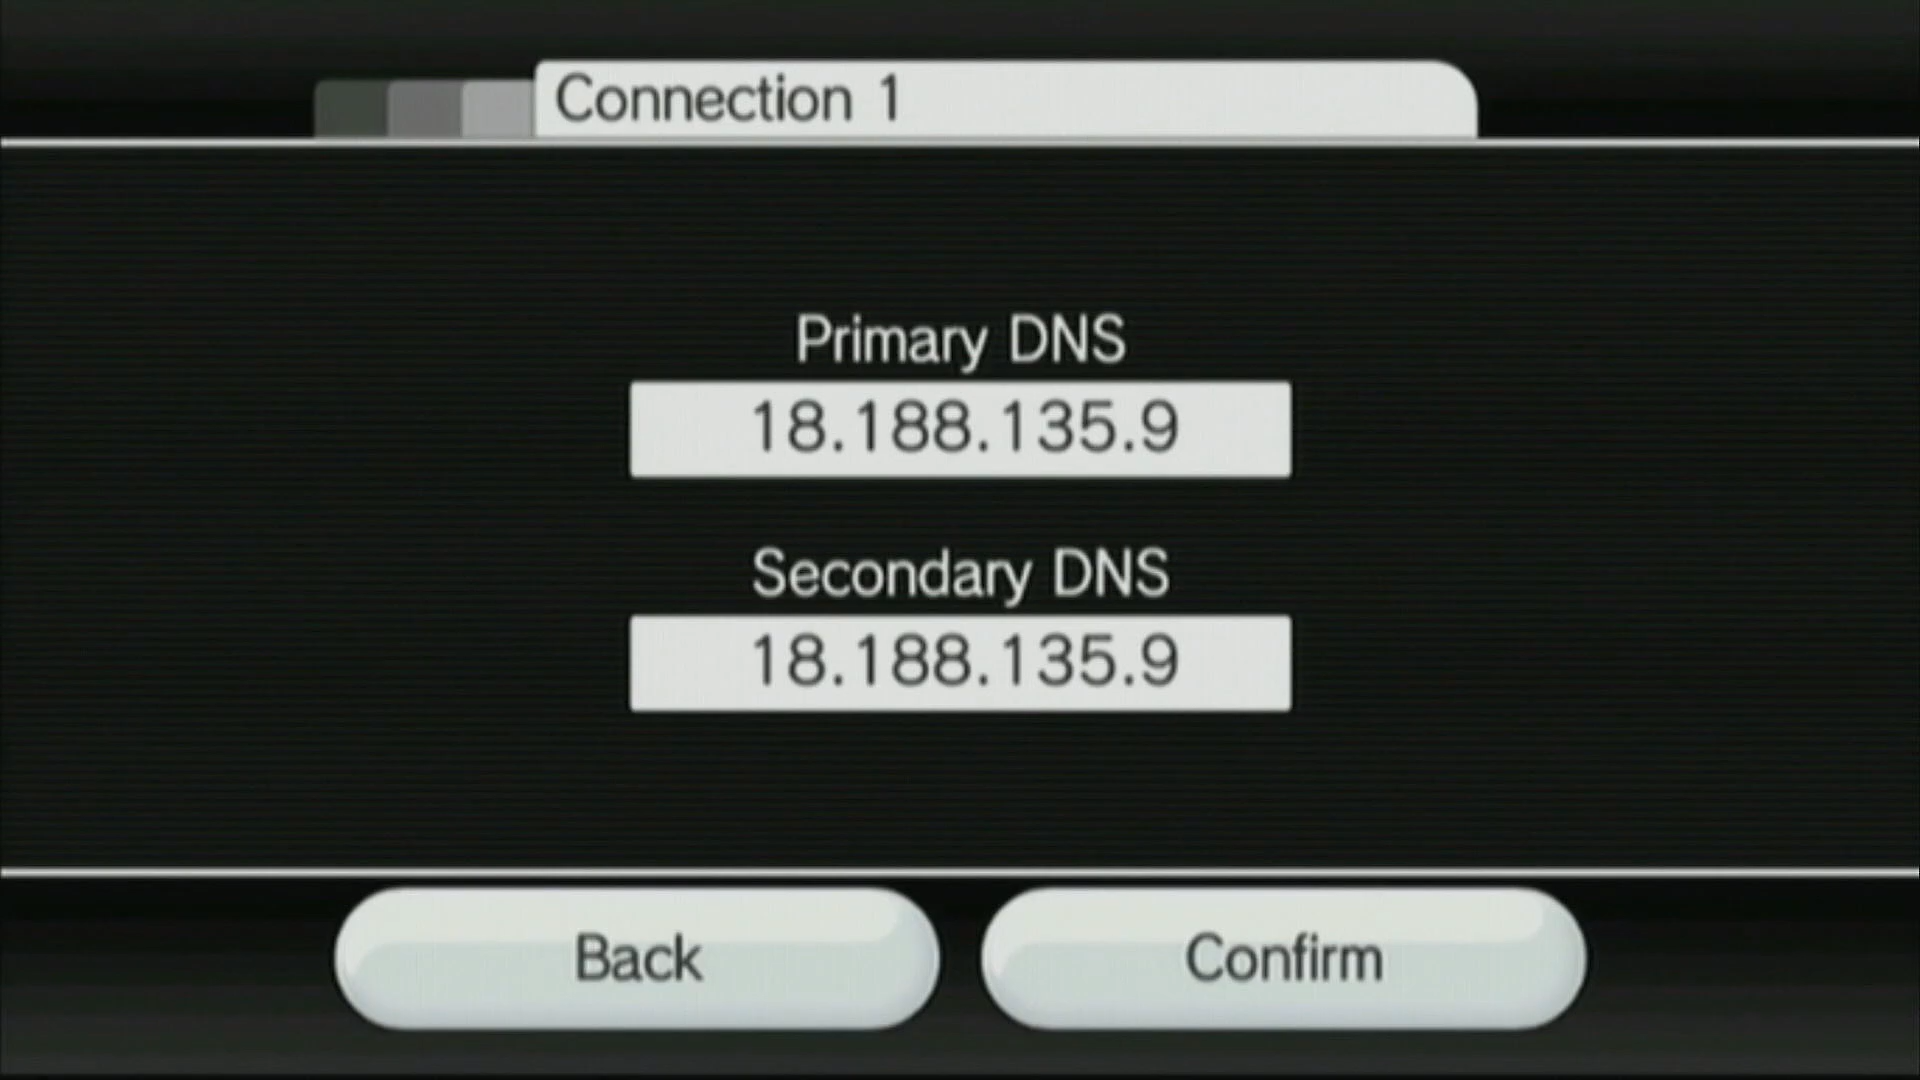 Connection 1
Primary DNS
18.188.135.9
Secondary DNS
18.188.135.9
Back
Confirm